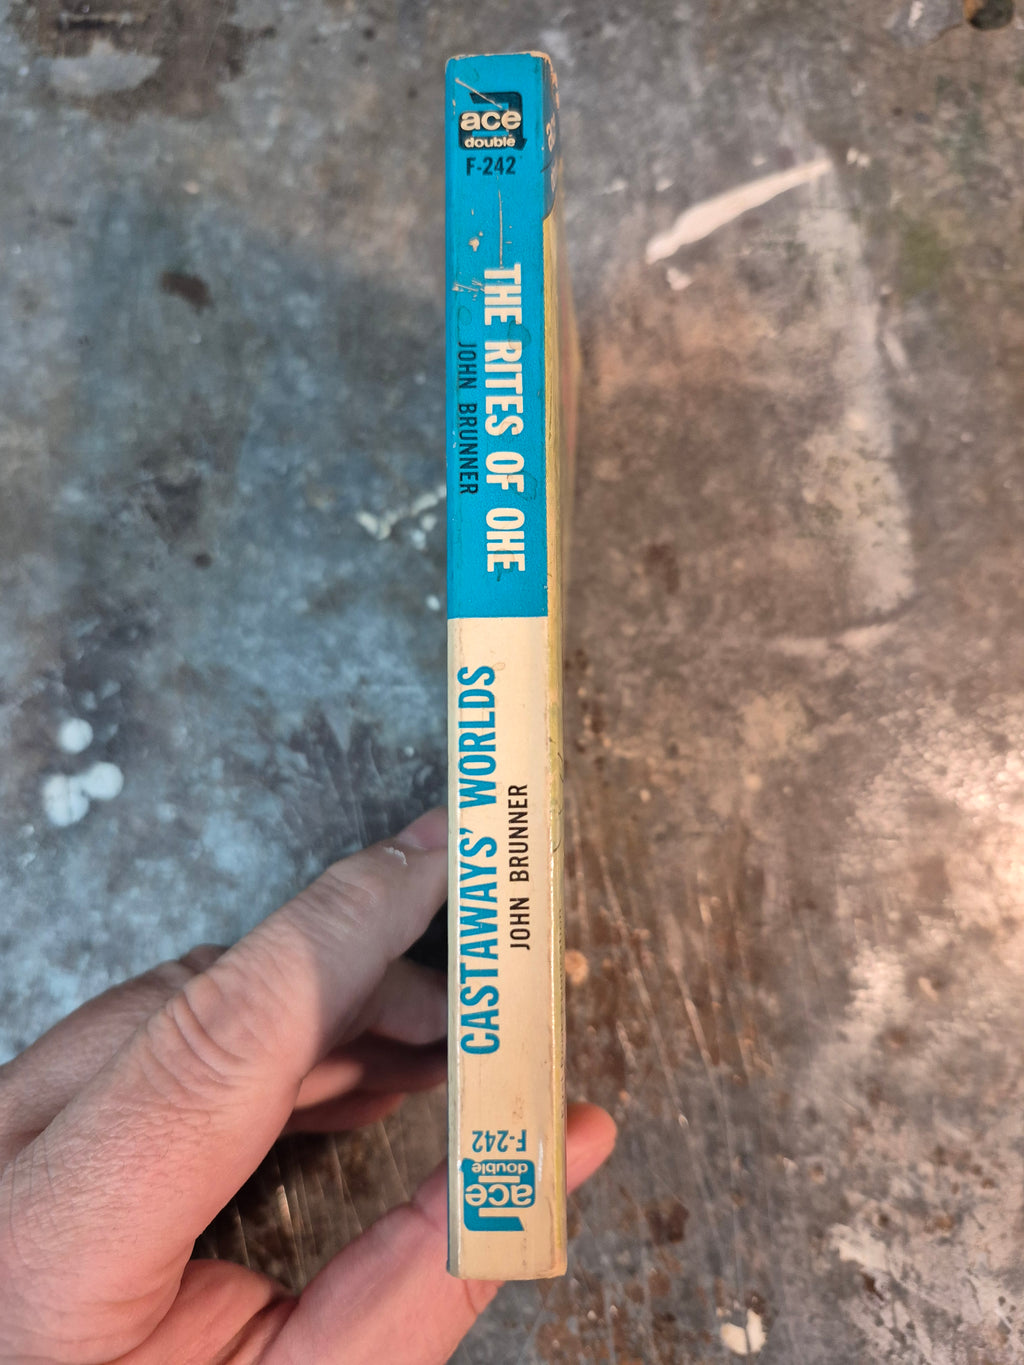 ace
double
F-242
THE RITES OF OHE
JOHN BRUNNER
CASTAWAYS' WORLDS
JOHN BRUNNER
F-242
ace
double